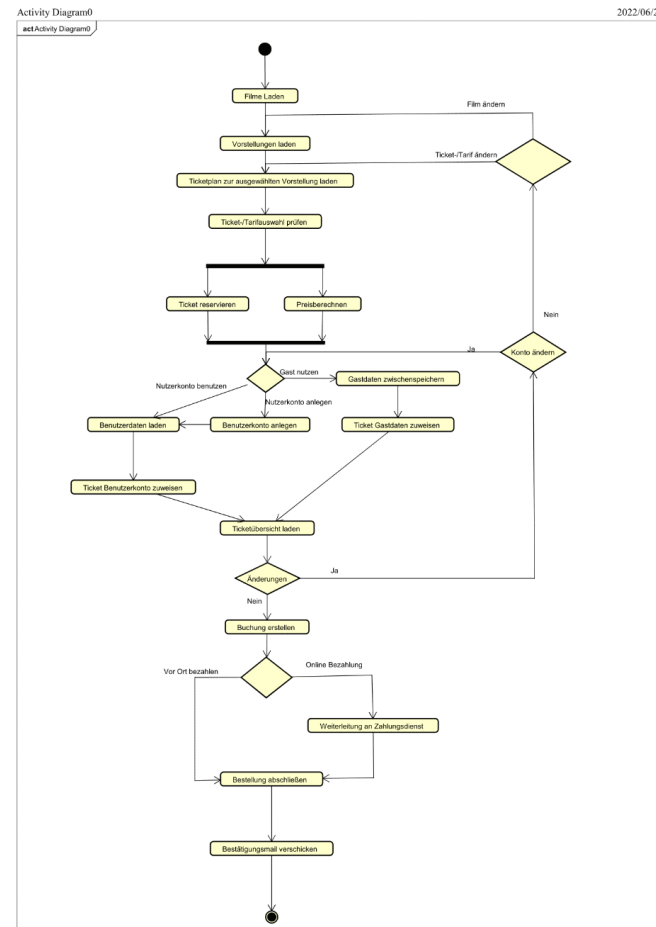 Activity Diagram0
2022/06/2
act Activity Diagram0
Filme Laden
Film ändern
Vorstellungen laden
Ticket-/Tarif ändern
Ticketplan zur ausgewählten Vorstellung laden
Ticket-/Tarifauswahl prüfen
Ticket reservieren
Preisberechnen
Nein
Ja
Konto ändern
Gast nutzen
Gastdaten zwischenspeichern
Nutzerkonto benutzen
Nutzerkonto anlegen
Benutzerdaten laden
Benutzerkonto anlegen
Ticket Gastdaten zuweisen
Ticket Benutzerkonto zuweisen
Ticketübersicht laden
Ja
Änderungen
Nein
Buchung erstellen
Vor Ort bezahlen
Online Bezahlung
Weiterleitung an Zahlungsdienst
Bestellung abschließen
Bestätigungsmail verschicken